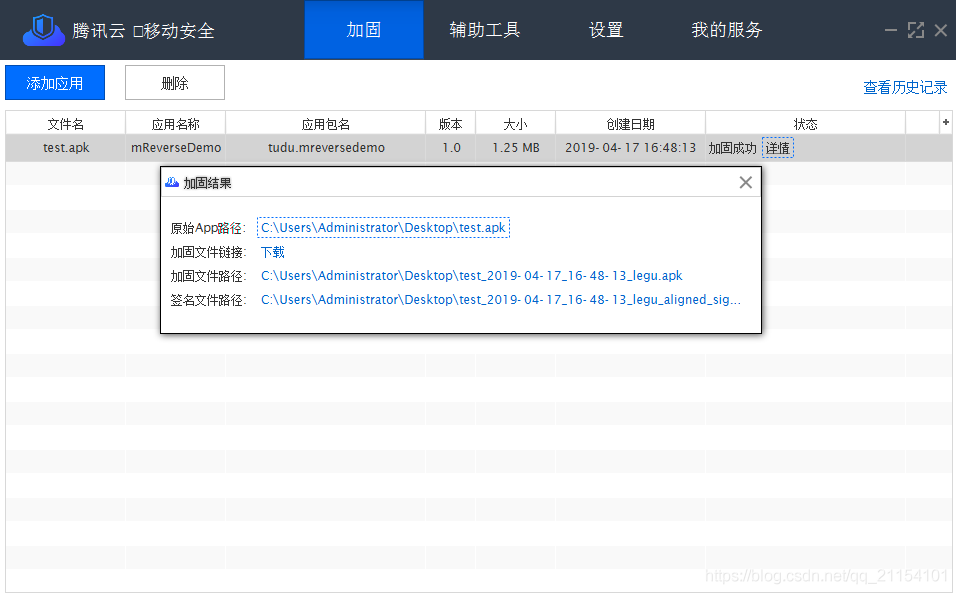 腾讯云 □移动安全 加固 辅助工具 设置 我的服务
添加应用 删除 查看历史记录
文件名 应用名称 应用包名 版本 大小 创建日期 状态 +
test.apk mReverseDemo tudu.mreversedemo 1.0 1.25 MB 2019-04-17 16:48:13 加固成功 详情
加固结果
原始App路径: C:\Users\Administrator\Desktop\test.apk
加固文件链接: 下载
加固文件路径: C:\Users\Administrator\Desktop\test_2019-04-17_16-48-13_legu.apk
签名文件路径: C:\Users\Administrator\Desktop\test_2019-04-17_16-48-13_legu_aligned_sig...
https://blog.csdn.net/qq_21154101